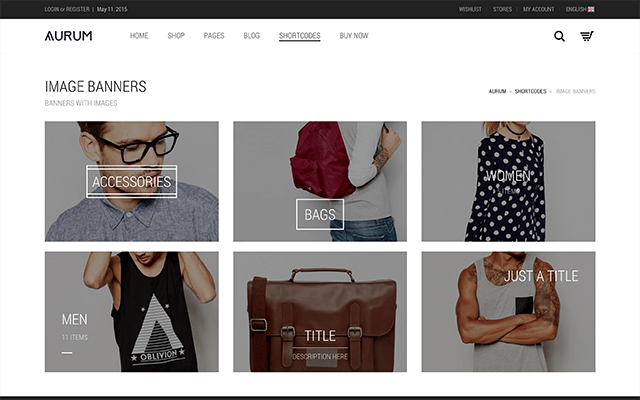 LOGIN or REGISTER | May 11, 2015
WISHLIST | STORES | MY ACCOUNT | ENGLISH
AURUM
HOME SHOP PAGES BLOG SHORTCODES BUY NOW
IMAGE BANNERS
BANNERS WITH IMAGES
AURUM » SHORTCODES » IMAGE BANNERS
ACCESSORIES
BAGS
WOMEN
ITEMS
MEN
11 ITEMS
OBLIVION
TITLE
DESCRIPTION HERE
JUST A TITLE